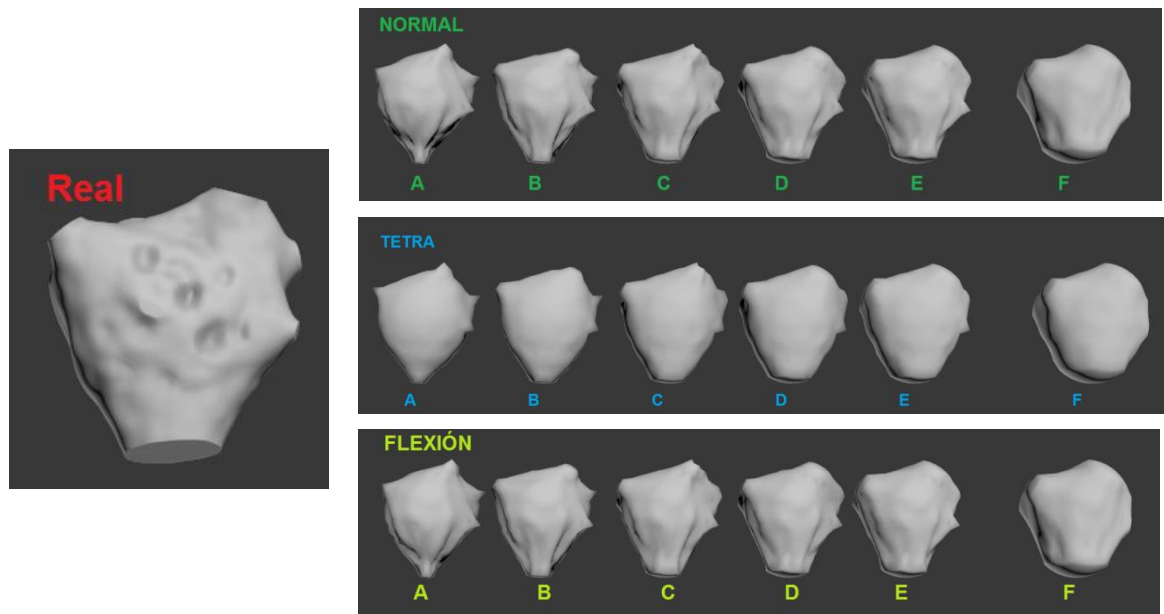 Real
NORMAL
A B C D E F
TETRA
A B C D E F
FLEXIÓN
A B C D E F